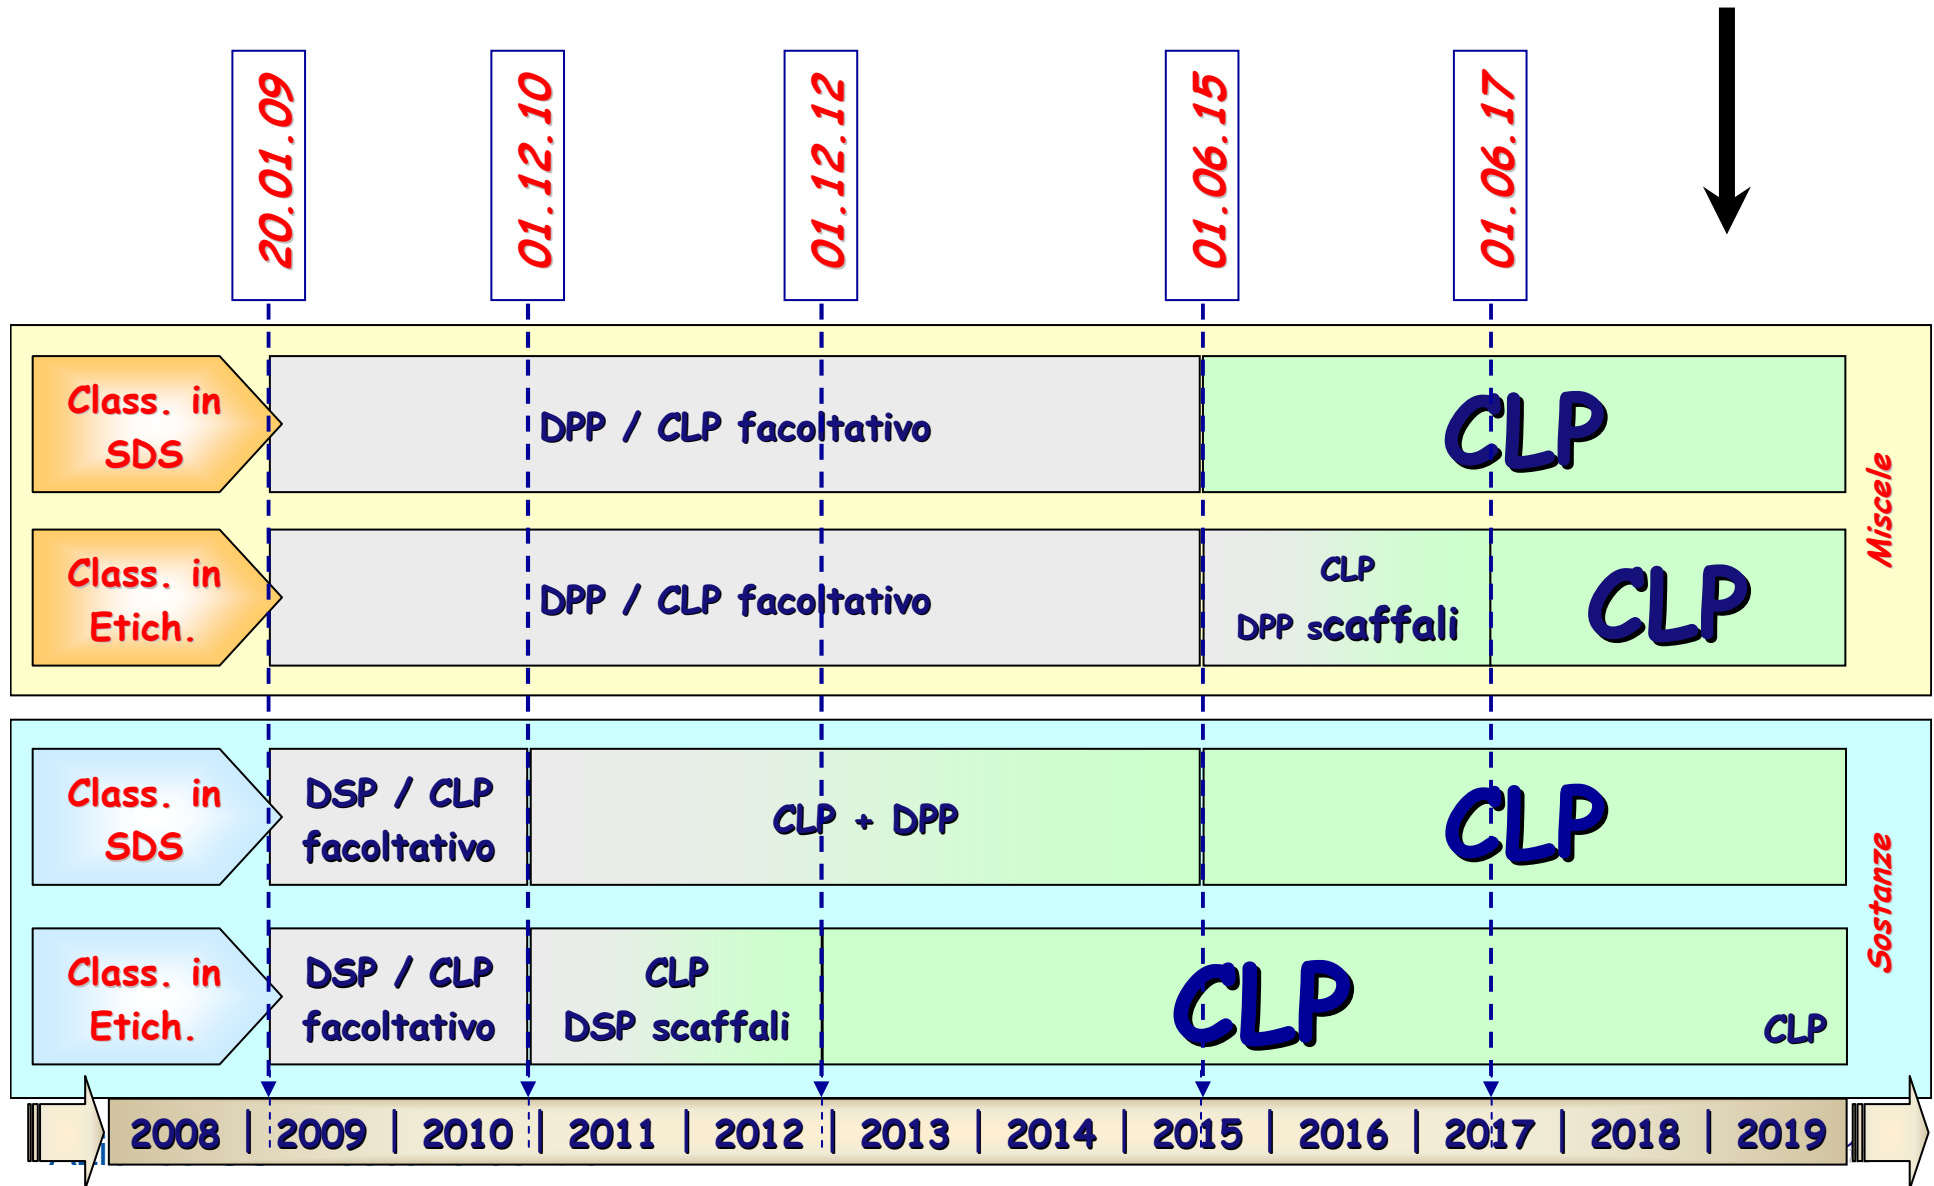 20.01.09
01.12.10
01.12.12
01.06.15
01.06.17
Class. in
SDS
DPP / CLP facoltativo
CLP
Class. in
Etich.
DPP / CLP facoltativo
CLP
DPP scaffali
CLP
Miscele
Class. in
SDS
DSP / CLP
facoltativo
CLP + DPP
CLP
Class. in
Etich.
DSP / CLP
facoltativo
CLP
DSP scaffali
CLP
CLP
Sostanze
2008 | 2009 | 2010 | 2011 | 2012 | 2013 | 2014 | 2015 | 2016 | 2017 | 2018 | 2019